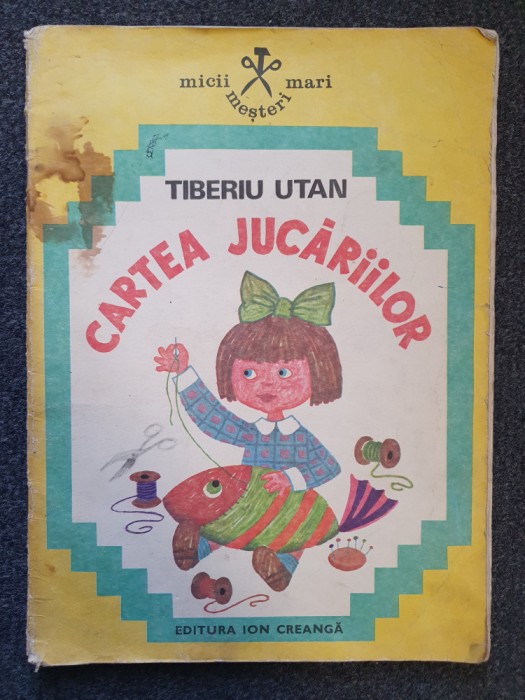 micii mari
meșteri
TIBERIU UTAN
CARTEA JUCĂRiiLOR
EDITURA ION CREANGĂ